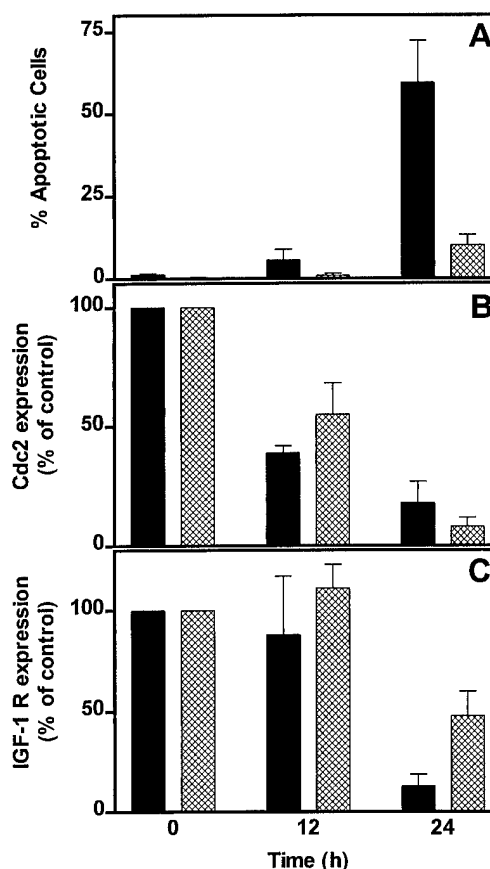 A
75
50
25
0
% Apoptotic Cells
B
100
50
0
Cdc2 expression
(% of control)
C
100
50
0
IGF-1 R expression
(% of control)
0 12 24
Time (h)